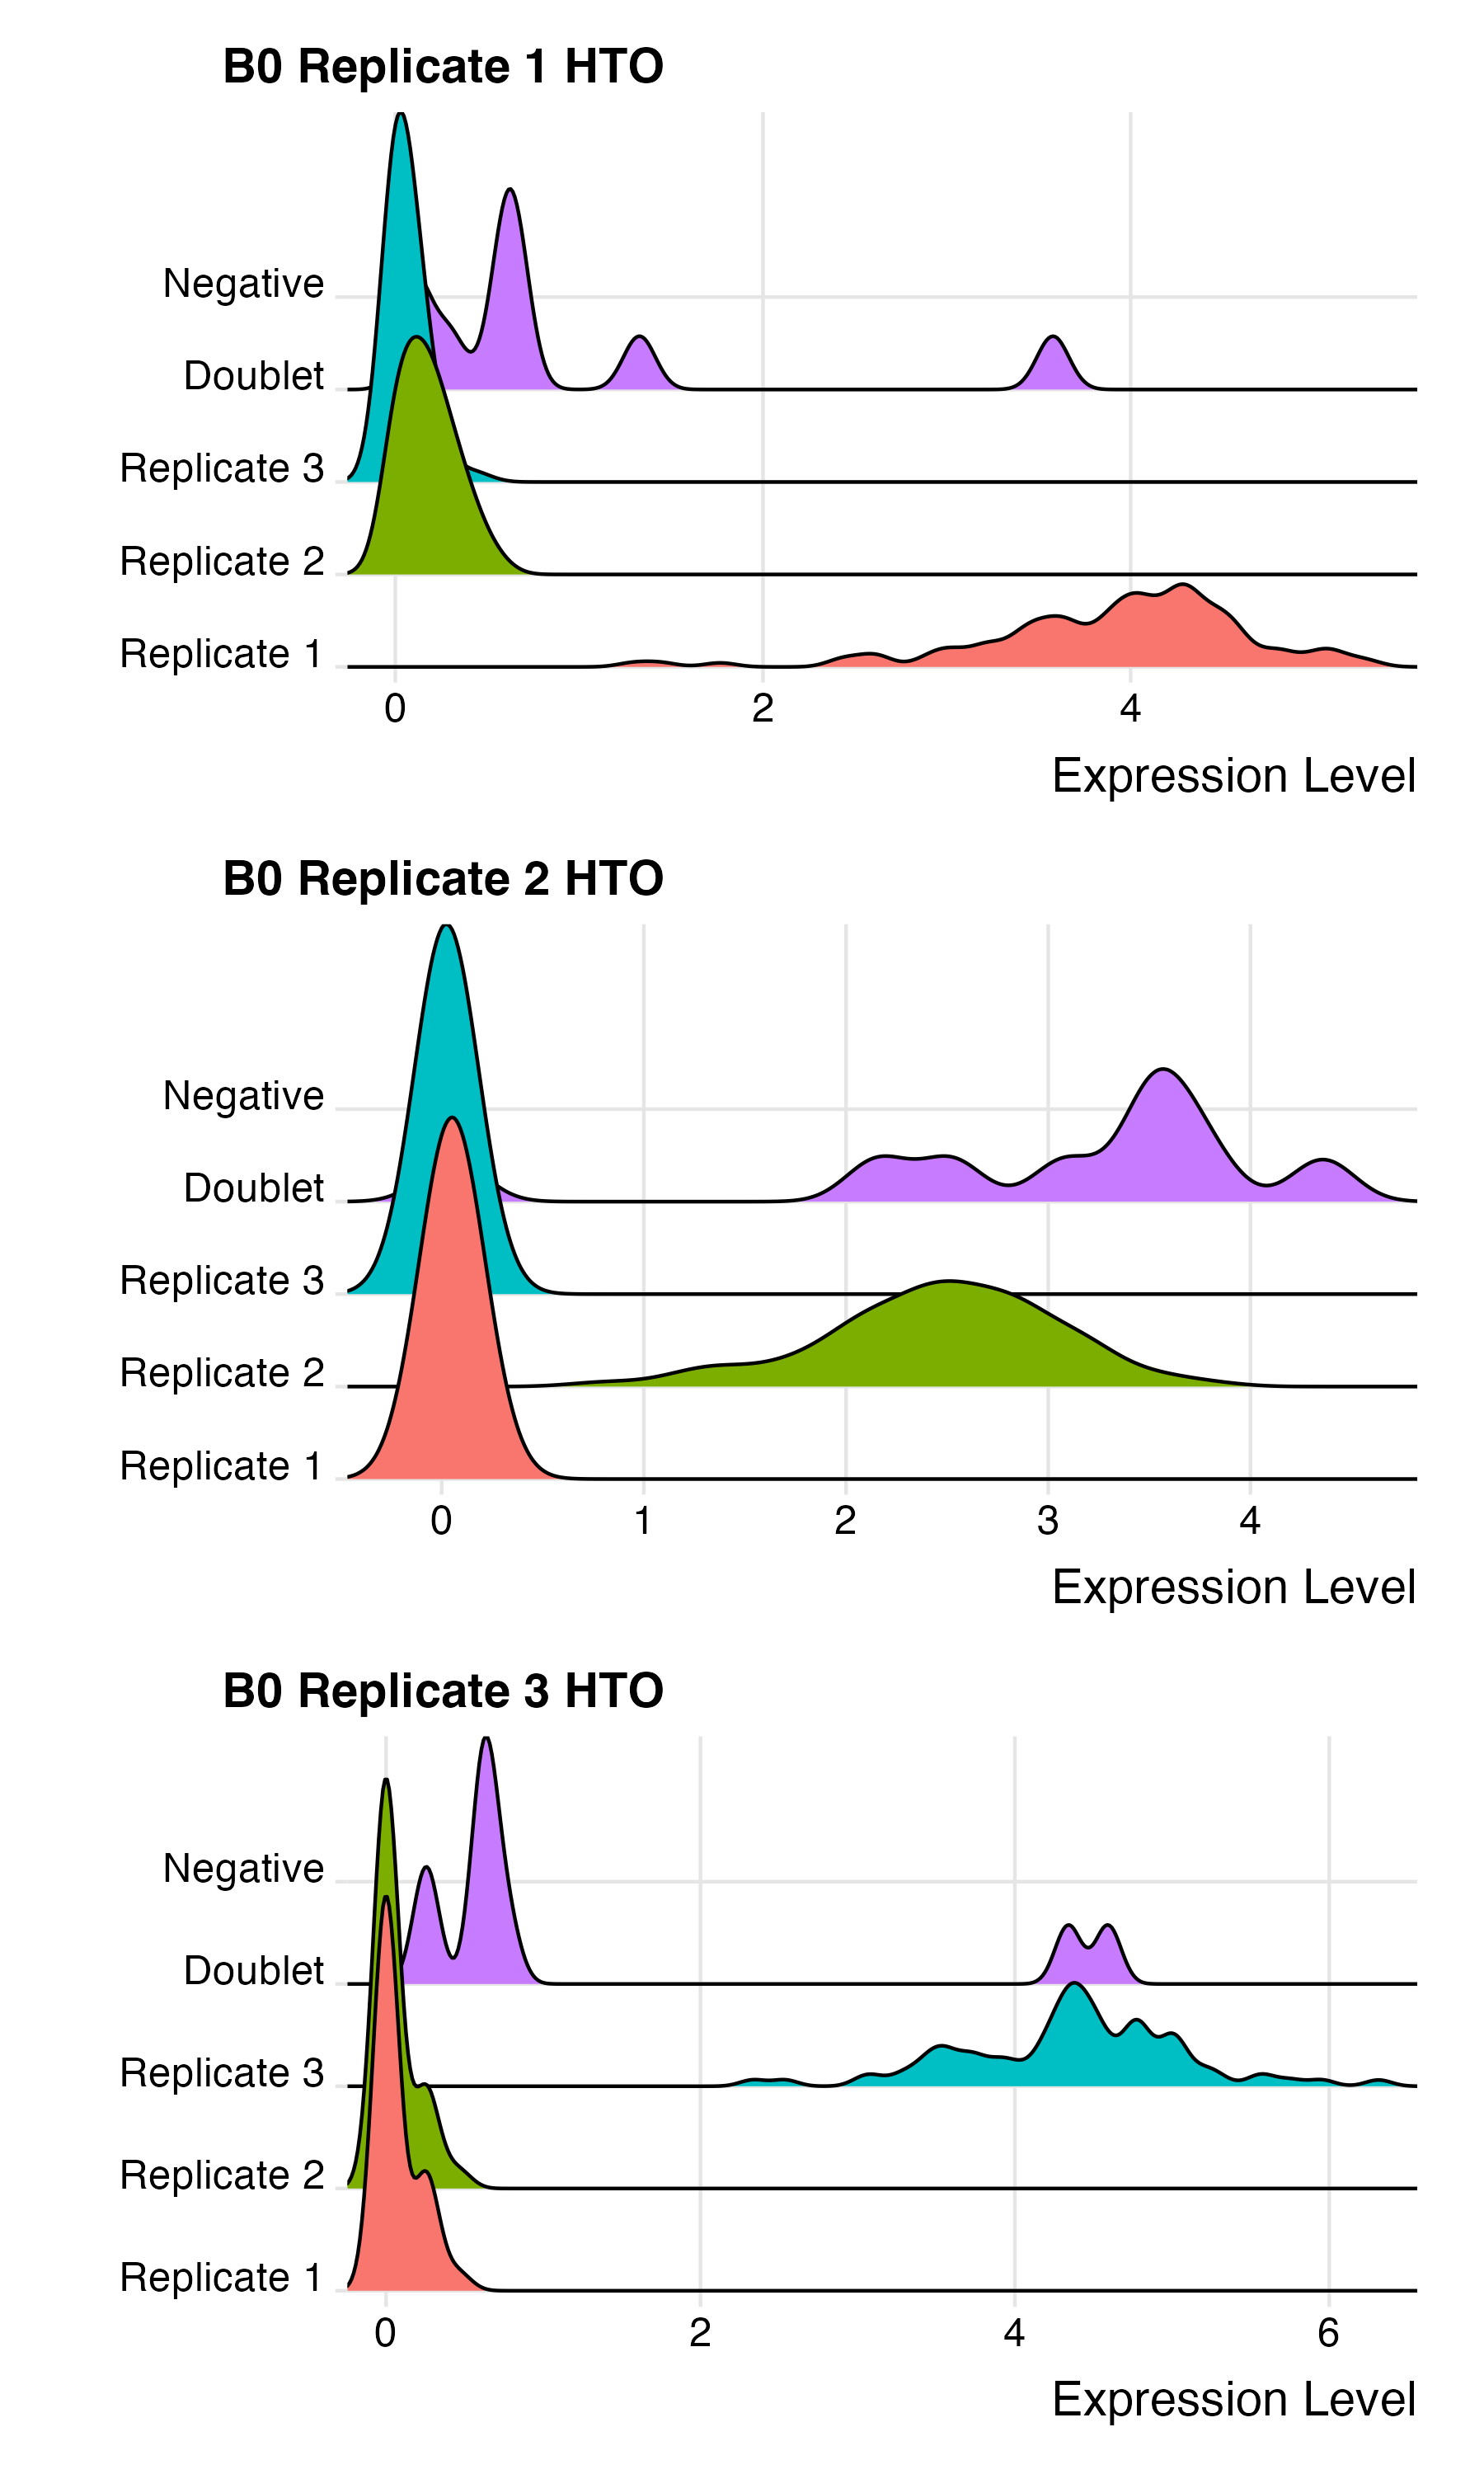 B0 Replicate 1 HTO
Negative
Doublet
Replicate 3
Replicate 2
Replicate 1
0 2 4
Expression Level
B0 Replicate 2 HTO
Negative
Doublet
Replicate 3
Replicate 2
Replicate 1
0 1 2 3 4
Expression Level
B0 Replicate 3 HTO
Negative
Doublet
Replicate 3
Replicate 2
Replicate 1
0 2 4 6
Expression Level